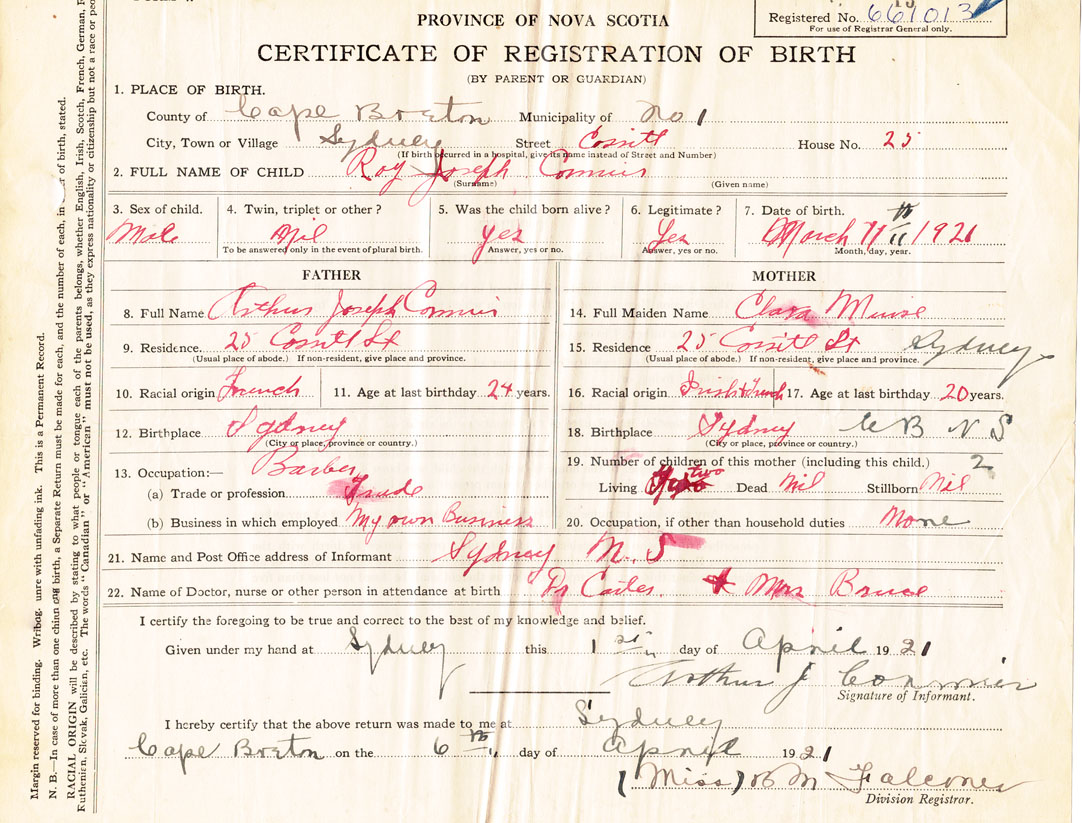 PROVINCE OF NOVA SCOTIA
Registered No. 661013
For use of Registrar General only.
CERTIFICATE OF REGISTRATION OF BIRTH
(BY PARENT OR GUARDIAN)
1. PLACE OF BIRTH.
County of Cape Breton Municipality of No 1
City, Town or Village Sydney Street Cossitt House No. 25
(If birth occurred in a hospital, give its name instead of Street and Number)
2. FULL NAME OF CHILD Roy Joseph Cormier
(Surname) (Given name)
3. Sex of child. 4. Twin, triplet or other? 5. Was the child born alive? 6. Legitimate? 7. Date of birth.
Male Nil yes Yes March 11 th 11 1921
To be answered only in the event of plural birth. Answer, yes or no. Answer, yes or no. Month, day, year.
FATHER MOTHER
8. Full Name Arthur Joseph Cormier 14. Full Maiden Name Clara Muise
9. Residence. 25 Cossitt St 15. Residence 25 Cossitt St Sydney
(Usual place of abode.) If non-resident, give place and province. (Usual place of abode.) If non-resident, give place and province.
10. Racial origin French 11. Age at last birthday 24 years. 16. Racial origin Irish & French 17. Age at last birthday 20 years.
12. Birthplace Sydney 18. Birthplace Sydney C B N S
(City or place, province or country.) (City or place, province or country.)
13. Occupation:— Barber 19. Number of children of this mother (including this child.) 2
(a) Trade or profession Trade Living two Dead Nil Stillborn Nil
(b) Business in which employed My own Business 20. Occupation, if other than household duties None
21. Name and Post Office address of Informant Sydney N. S
22. Name of Doctor, nurse or other person in attendance at birth Dr Carter. + Mrs Bruce
I certify the foregoing to be true and correct to the best of my knowledge and belief.
Given under my hand at Sydney this 1 st day of April 1921
Arthur J Cormier
Signature of Informant.
I hereby certify that the above return was made to me at Sydney
Cape Breton on the 6 th day of April 1921
(Miss) M Falconer
Division Registrar.
Margin reserved for binding. This is a Permanent Record.
N. B.—In case of more than one birth, a Separate Return must be made for each, and the number of each, in of birth, stated.
RACIAL ORIGIN will be described by stating to what people or tongue each of the parents belongs, whether English, Irish, Scotch, French, German,
Ruthenian, Slovak, Galician, etc. The words "Canadian" or "American" must not be used, as they express nationality or citizenship but not a race or